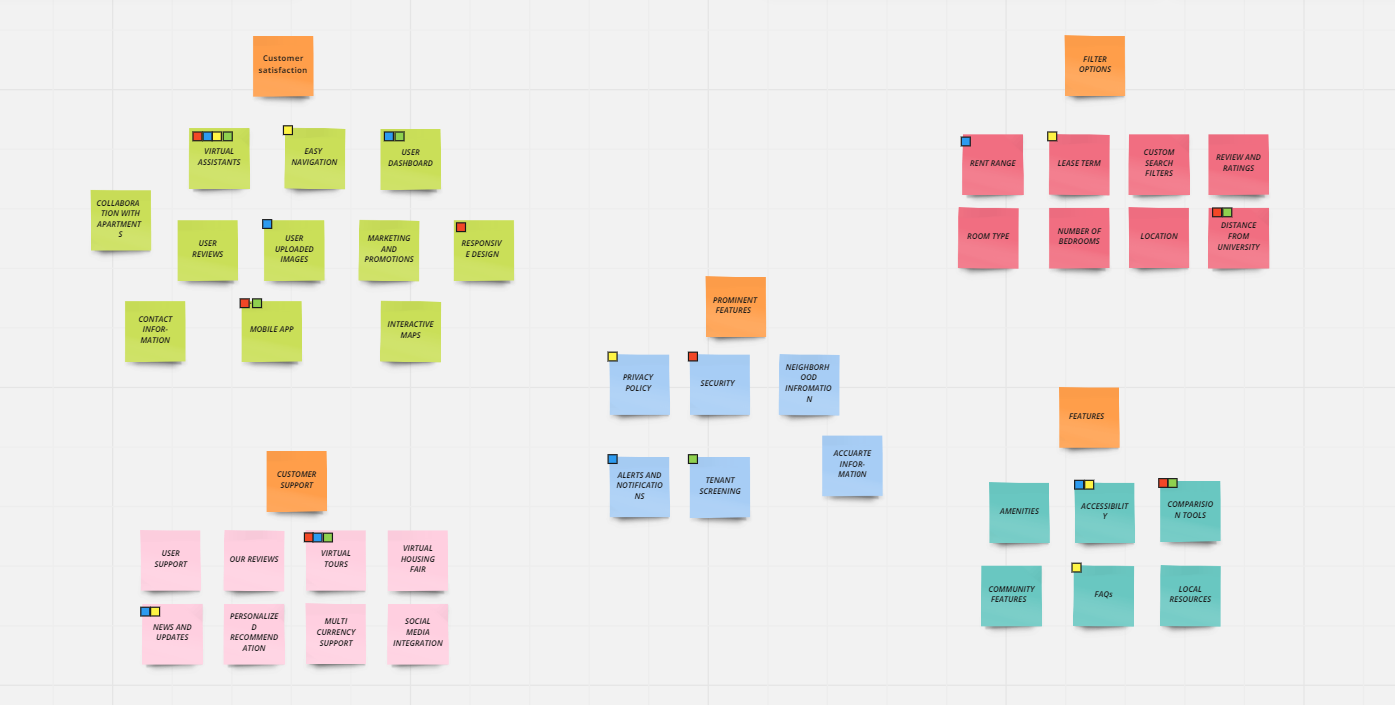 Customer
satisfaction
VIRTUAL
ASSISTANTS
EASY
NAVIGATION
USER
DASHBOARD
COLLABORA
TION WITH
APARTMENT
S
USER
REVIEWS
USER
UPLOADED
IMAGES
MARKETING
AND
PROMOTIONS
RESPONSIV
E DESIGN
CONTACT
INFOR-
MATION
MOBILE APP
INTERACTIVE
MAPS
CUSTOMER
SUPPORT
USER
SUPPORT
OUR REVIEWS
VIRTUAL
TOURS
VIRTUAL
HOUSING
FAIR
NEWS AND
UPDATES
PERSONALIZE
D
RECOMMEND
ATION
MULTI
CURRENCY
SUPPORT
SOCIAL
MEDIA
INTEGRATION
PROMINENT
FEATURES
PRIVACY
POLICY
SECURITY
NEIGHBORH
OOD
INFROMATIO
N
ALERTS AND
NOTIFICATIO
NS
TENANT
SCREENING
ACCUARTE
INFOR-
MATI0N
FILTER
OPTIONS
RENT RANGE
LEASE TERM
CUSTOM
SEARCH
FILTERS
REVIEW AND
RATINGS
ROOM TYPE
NUMBER OF
BEDROOMS
LOCATION
DISTANCE
FROM
UNIVERSITY
FEATURES
AMENITIES
ACCESSIBILIT
Y
COMPARISIO
N TOOLS
COMMUNITY
FEATURES
FAQs
LOCAL
RESOURCES